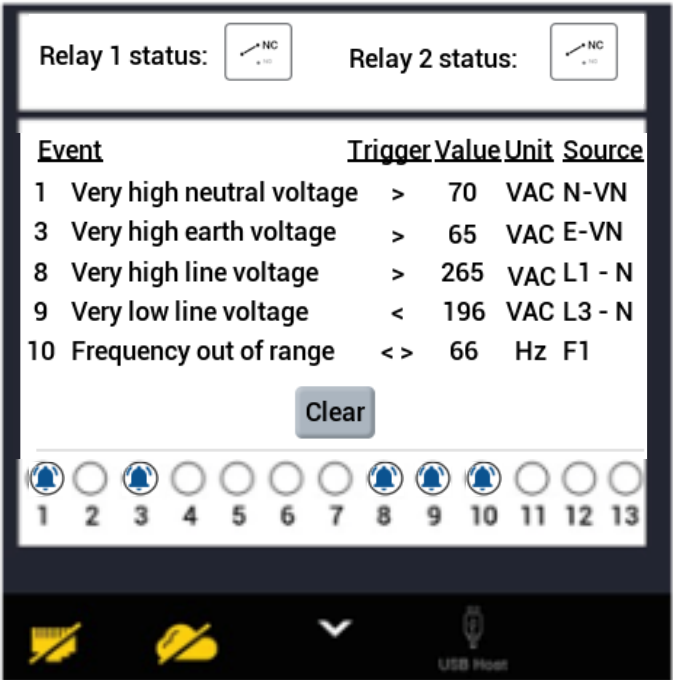 Relay 1 status: NC NO Relay 2 status: NC NO
Event Trigger Value Unit Source
1 Very high neutral voltage > 70 VAC N-VN
3 Very high earth voltage > 65 VAC E-VN
8 Very high line voltage > 265 VAC L1 - N
9 Very low line voltage < 196 VAC L3 - N
10 Frequency out of range < > 66 Hz F1
Clear
1 2 3 4 5 6 7 8 9 10 11 12 13
USB Host